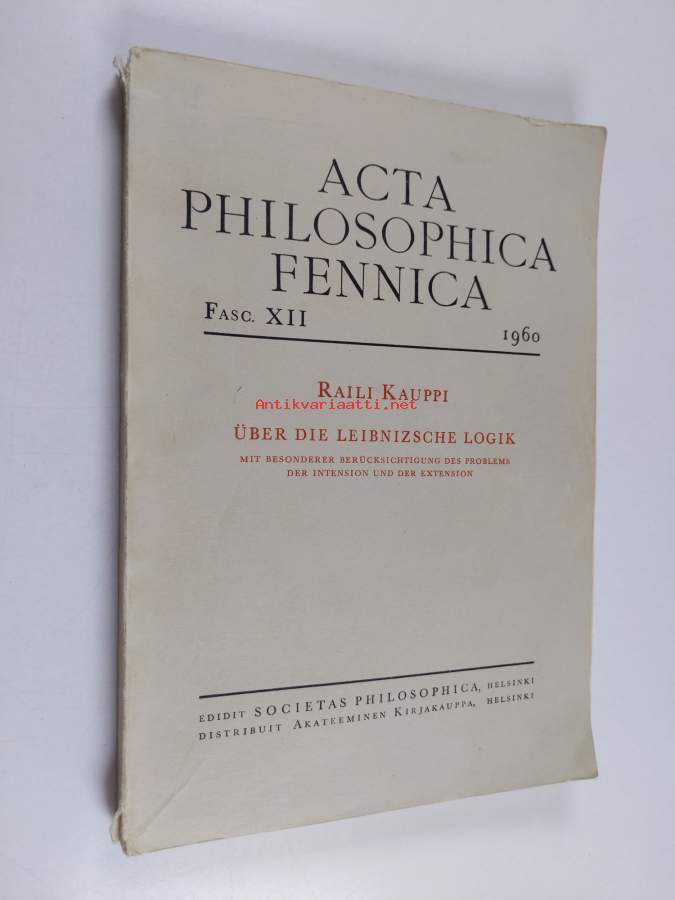 ACTA
PHILOSOPHICA
FENNICA
FASC. XII
1960
RAILI KAUPPI
Antikvariaatti.net
ÜBER DIE LEIBNIZSCHE LOGIK
MIT BESONDERER BERÜCKSICHTIGUNG DES PROBLEMS
DER INTENSION UND DER EXTENSION
EDIDIT SOCIETAS PHILOSOPHICA, HELSINKI
DISTRIBUIT AKATEEMINEN KIRJAKAUPPA, HELSINKI